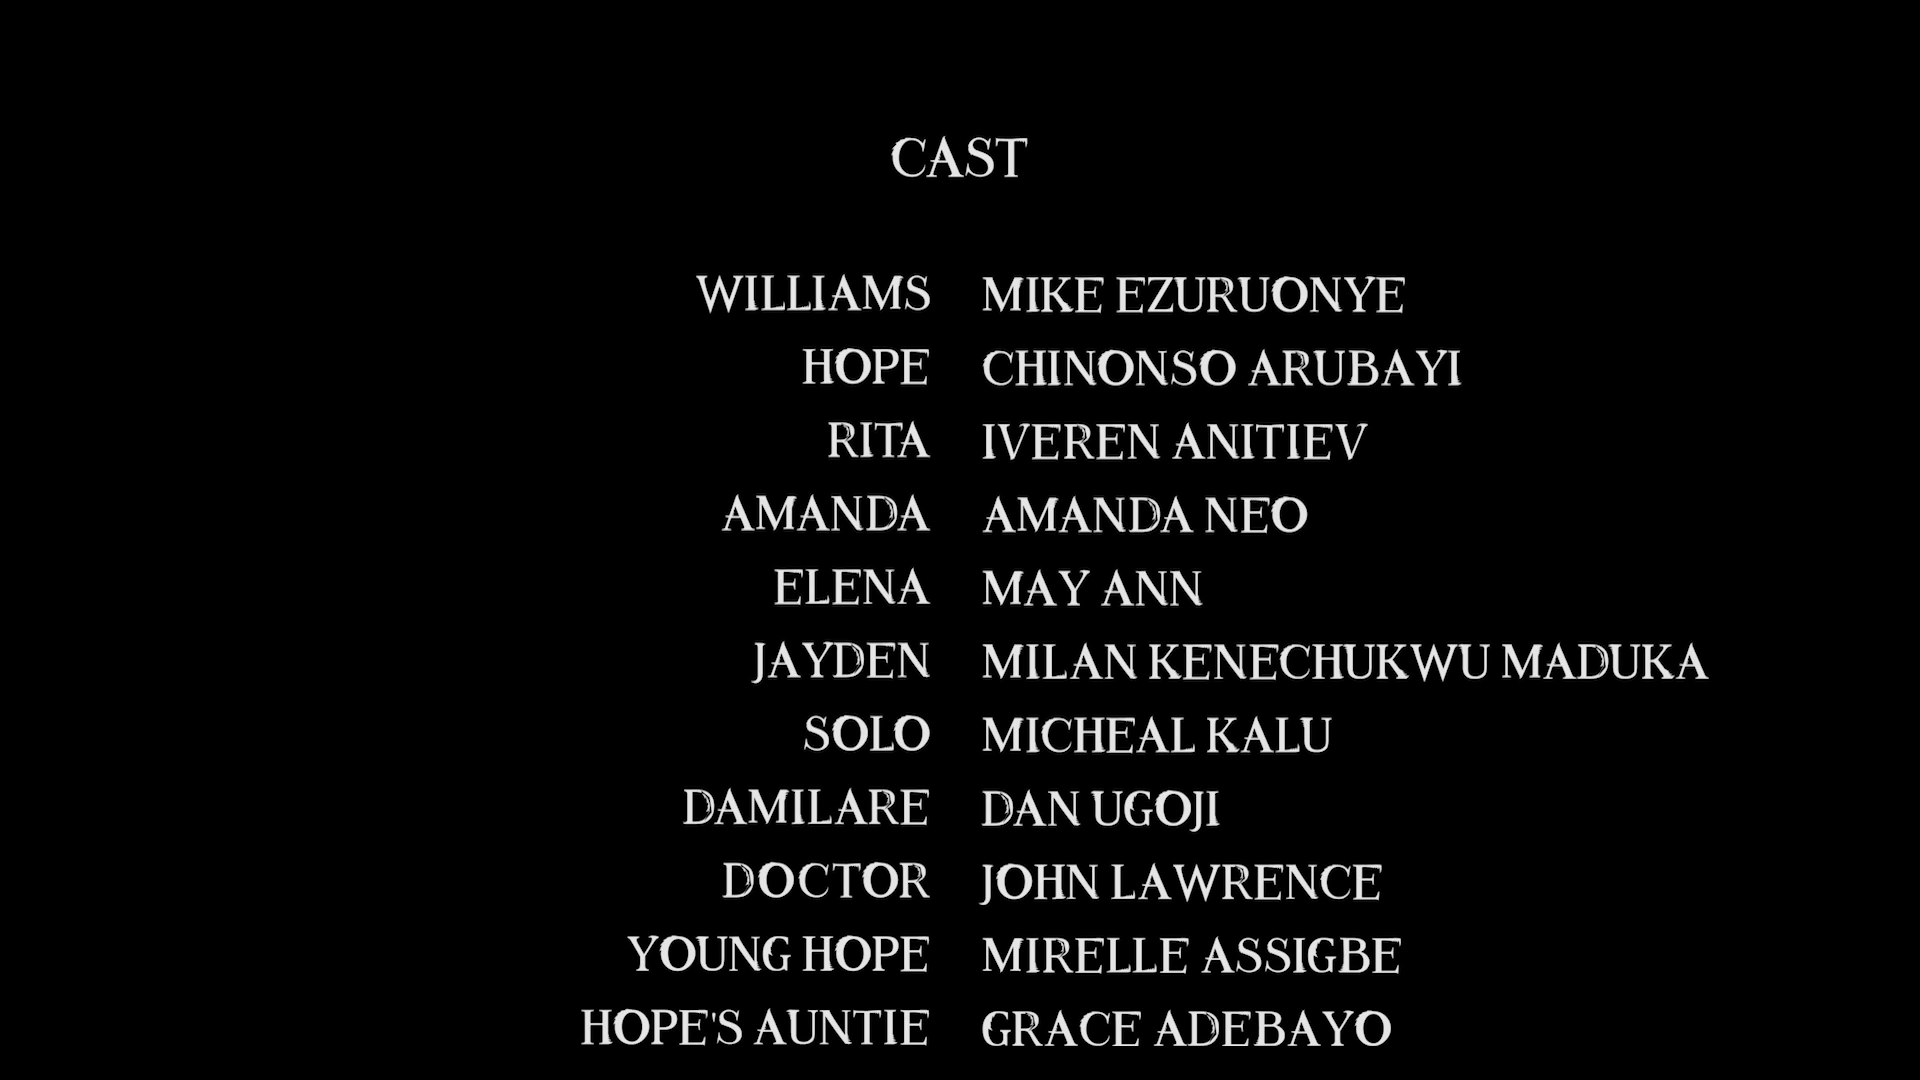 CAST
WILLIAMS MIKE EZURUONYE
HOPE CHINONSO ARUBAYI
RITA IVEREN ANITIEV
AMANDA AMANDA NEO
ELENA MAY ANN
JAYDEN MILAN KENECHUKWU MADUKA
SOLO MICHEAL KALU
DAMILARE DAN UGOJI
DOCTOR JOHN LAWRENCE
YOUNG HOPE MIRELLE ASSIGBE
HOPE'S AUNTIE GRACE ADEBAYO